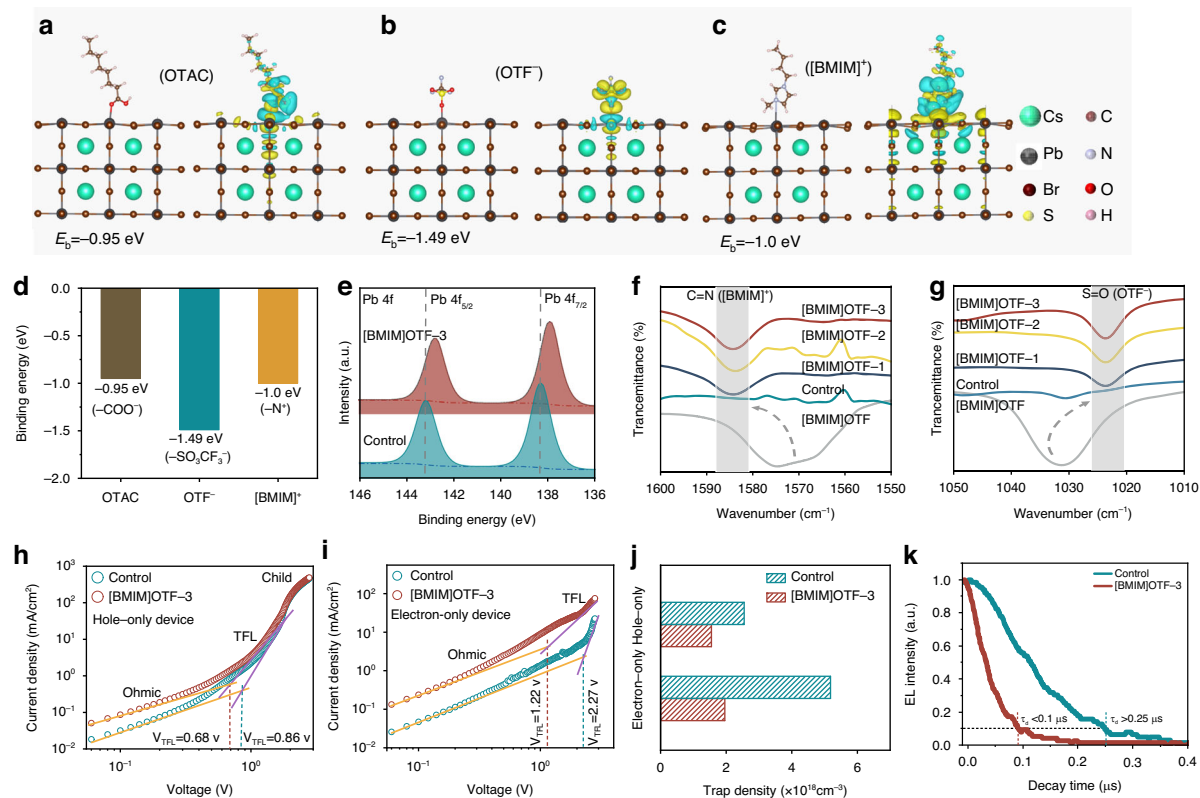 a
(OTAC)
b
(OTF⁻)
c
([BMIM]⁺)
Cs
C
Pb
N
Br
O
S
H
E_b=−0.95 eV
E_b=−1.49 eV
E_b=−1.0 eV
d
Binding energy (eV)
0.0
−0.5
−1.0
−1.5
−2.0
−0.95 eV
(−COO⁻)
−1.49 eV
(−SO₃CF₃⁻)
−1.0 eV
(−N⁺)
OTAC
OTF⁻
[BMIM]⁺
e
Intensity (a.u.)
Pb 4f
Pb 4f₅/₂
Pb 4f₇/₂
[BMIM]OTF−3
Control
146
144
142
140
138
136
Binding energy (eV)
f
Trancemittance (%)
C=N ([BMIM]⁺)
[BMIM]OTF−3
[BMIM]OTF−2
[BMIM]OTF−1
Control
[BMIM]OTF
1600
1590
1580
1570
1560
1550
Wavenumber (cm⁻¹)
g
Trancemittance (%)
S=O (OTF⁻)
[BMIM]OTF−3
[BMIM]OTF−2
[BMIM]OTF−1
Control
[BMIM]OTF
1050
1040
1030
1020
1010
Wavenumber (cm⁻¹)
h
Current density (mA/cm²)
10³
10²
10¹
10⁰
10⁻¹
10⁻²
Control
[BMIM]OTF−3
Hole−only device
Child
TFL
Ohmic
V_TFL=0.68 v
V_TFL=0.86 v
10⁻¹
10⁰
Voltage (V)
i
Current density (mA/cm²)
10⁴
10³
10²
10¹
10⁰
10⁻¹
10⁻²
Control
[BMIM]OTF−3
Electron-only device
TFL
Ohmic
V_TFL=1.22 v
V_TFL=2.27 v
10⁻¹
10⁰
Voltage (V)
j
Electron−only Hole−only
Control
[BMIM]OTF−3
0
2
4
6
Trap density (×10¹⁸cm⁻³)
k
EL intensity (a.u.)
1.0
0.8
0.6
0.4
0.2
0.0
Control
[BMIM]OTF−3
τ_d <0.1 μs
τ_d >0.25 μs
0.0
0.1
0.2
0.3
0.4
Decay time (μs)